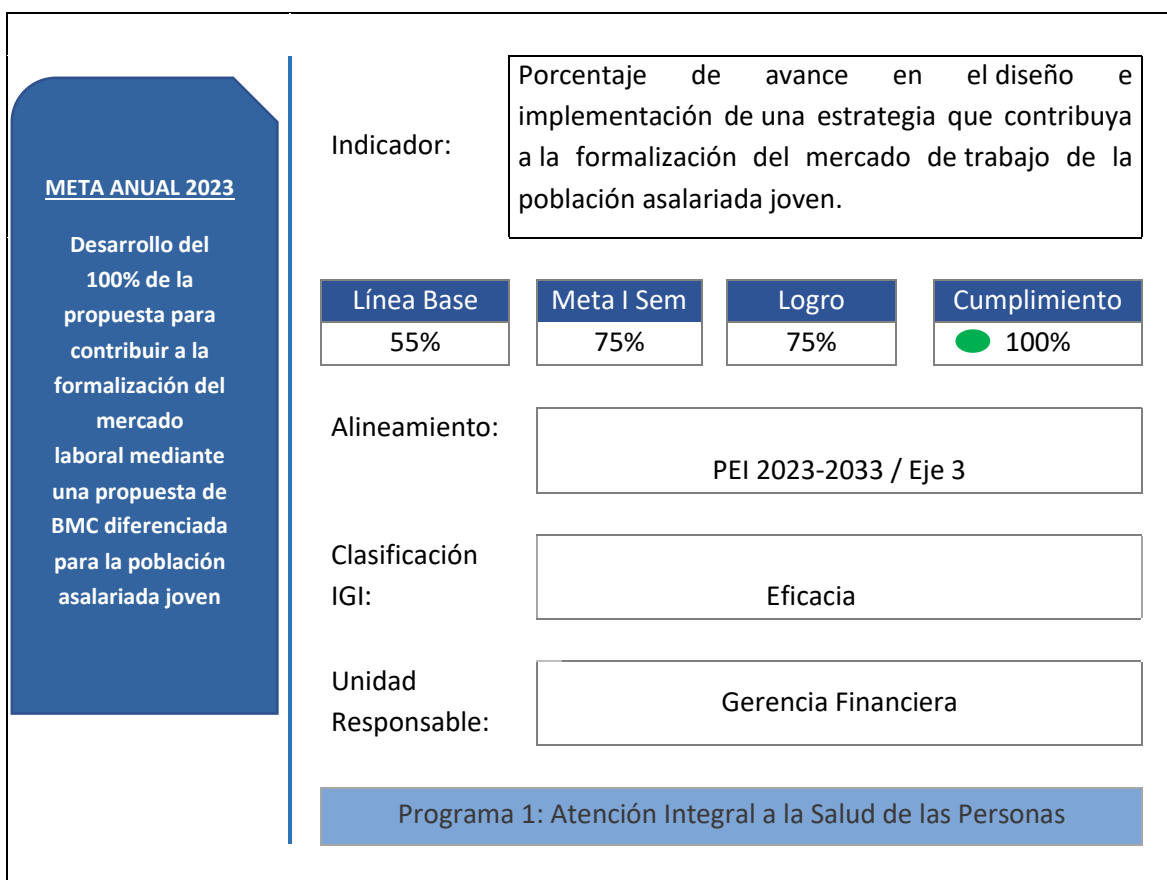 META ANUAL 2023
Desarrollo del
100% de la
propuesta para
contribuir a la
formalización del
mercado
laboral mediante
una propuesta de
BMC diferenciada
para la población
asalariada joven
Indicador:
Porcentaje de avance en el diseño e
implementación de una estrategia que contribuya
a la formalización del mercado de trabajo de la
población asalariada joven.
Línea Base
55%
Meta I Sem
75%
Logro
75%
Cumplimiento
100%
Alineamiento:
PEI 2023-2033 / Eje 3
Clasificación
IGI:
Eficacia
Unidad
Responsable:
Gerencia Financiera
Programa 1: Atención Integral a la Salud de las Personas